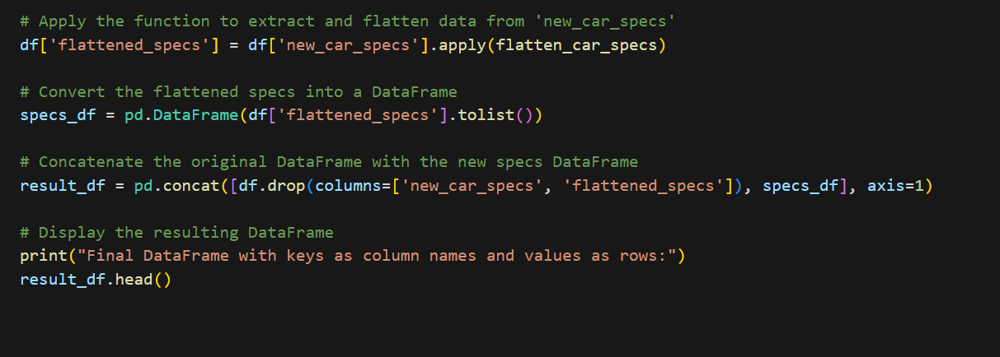 # Apply the function to extract and flatten data from 'new_car_specs'
df['flattened_specs'] = df['new_car_specs'].apply(flatten_car_specs)
# Convert the flattened specs into a DataFrame
specs_df = pd.DataFrame(df['flattened_specs'].tolist())
# Concatenate the original DataFrame with the new specs DataFrame
result_df = pd.concat([df.drop(columns=['new_car_specs', 'flattened_specs']), specs_df], axis=1)
# Display the resulting DataFrame
print("Final DataFrame with keys as column names and values as rows:")
result_df.head()